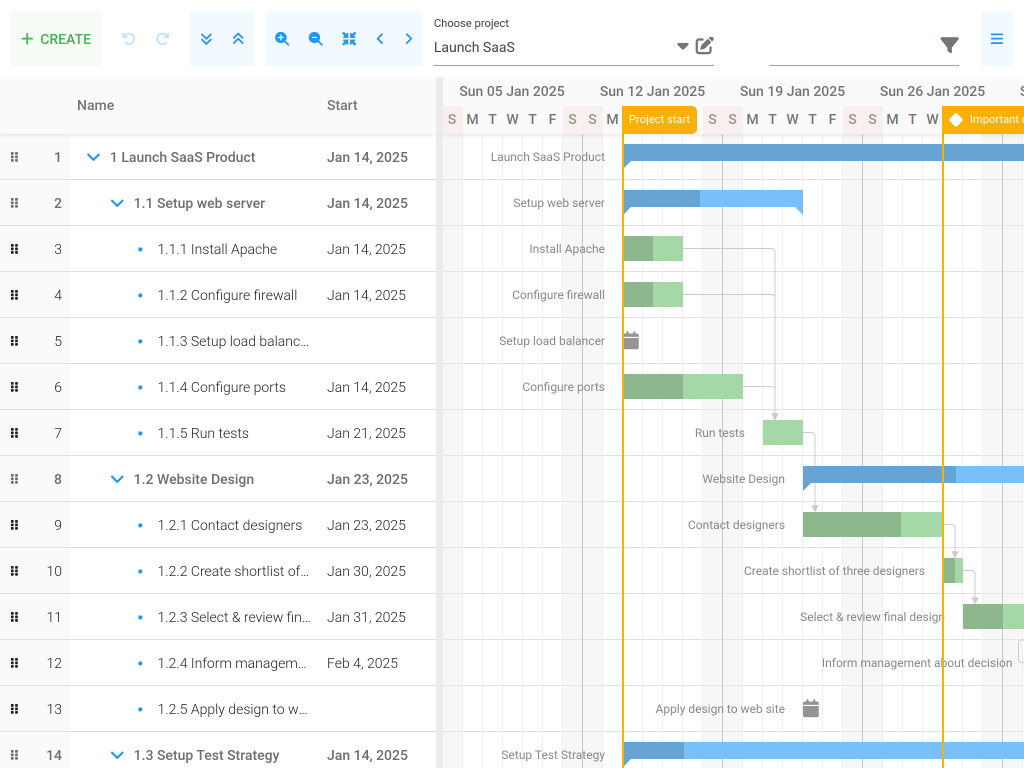 CREATE
Choose project
Launch SaaS
Name Start
Sun 05 Jan 2025 Sun 12 Jan 2025 Sun 19 Jan 2025 Sun 26 Jan 2025 S
S M T W T F S S M Project start S S M T W T F S S M T W Important
1 1 Launch SaaS Product Jan 14, 2025 Launch SaaS Product
2 1.1 Setup web server Jan 14, 2025 Setup web server
3 1.1.1 Install Apache Jan 14, 2025 Install Apache
4 1.1.2 Configure firewall Jan 14, 2025 Configure firewall
5 1.1.3 Setup load balanc... Setup load balancer
6 1.1.4 Configure ports Jan 14, 2025 Configure ports
7 1.1.5 Run tests Jan 21, 2025 Run tests
8 1.2 Website Design Jan 23, 2025 Website Design
9 1.2.1 Contact designers Jan 23, 2025 Contact designers
10 1.2.2 Create shortlist of... Jan 30, 2025 Create shortlist of three designers
11 1.2.3 Select & review fin... Jan 31, 2025 Select & review final design
12 1.2.4 Inform managem... Feb 4, 2025 Inform management about decision
13 1.2.5 Apply design to w... Apply design to web site
14 1.3 Setup Test Strategy Jan 14, 2025 Setup Test Strategy